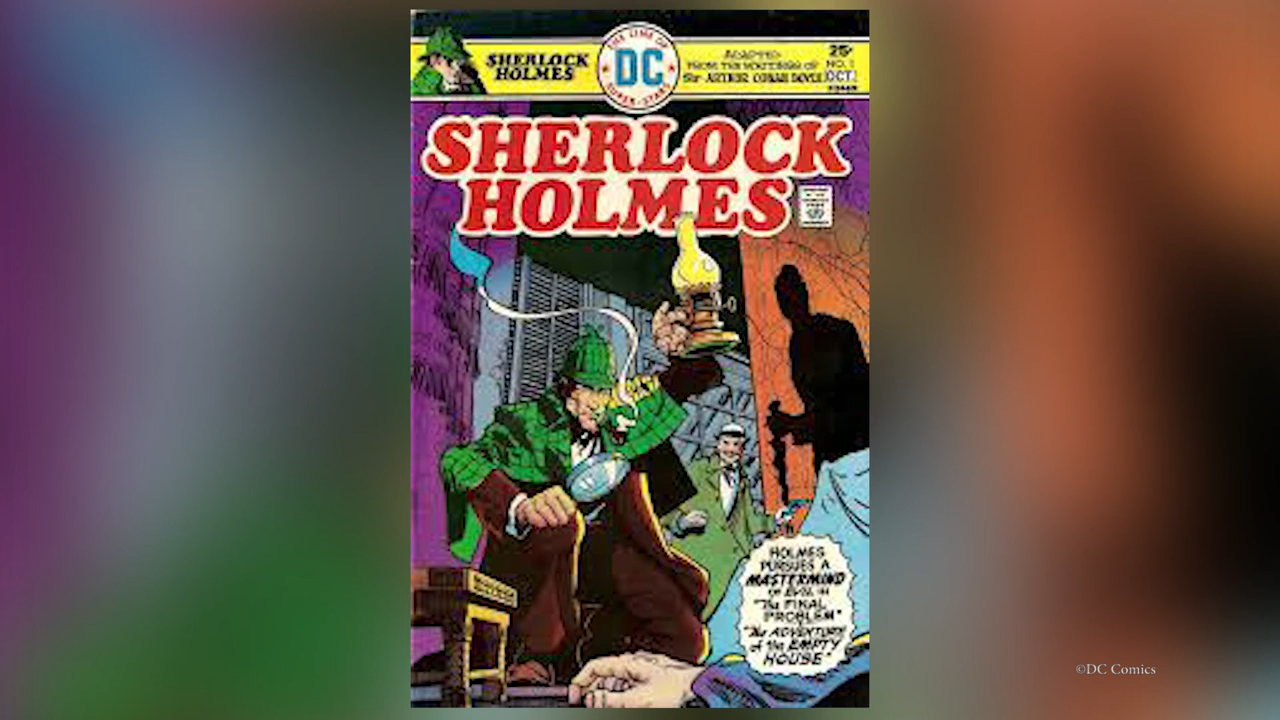 SHERLOCK
HOLMES
THE LINE OF
DC
SUPER-STARS
ADAPTED
FROM THE WRITINGS OF
Sir ARTHUR CONAN DOYLE
25¢
NO. 1
OCT.
SHERLOCK
HOLMES
HOLMES
PURSUES A
MASTERMIND
OF EVIL in
"The FINAL
PROBLEM"
"The ADVENTURE
of the EMPTY
HOUSE"
©DC Comics